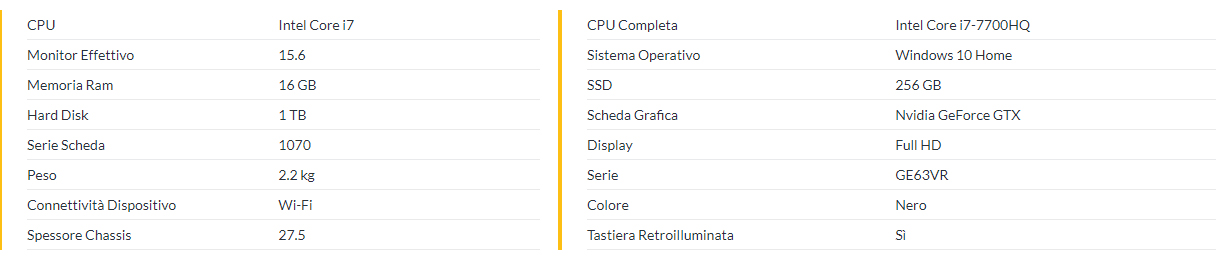 CPU Intel Core i7
Monitor Effettivo 15.6
Memoria Ram 16 GB
Hard Disk 1 TB
Serie Scheda 1070
Peso 2.2 kg
Connettività Dispositivo Wi-Fi
Spessore Chassis 27.5
CPU Completa Intel Core i7-7700HQ
Sistema Operativo Windows 10 Home
SSD 256 GB
Scheda Grafica Nvidia GeForce GTX
Display Full HD
Serie GE63VR
Colore Nero
Tastiera Retroilluminata Sì